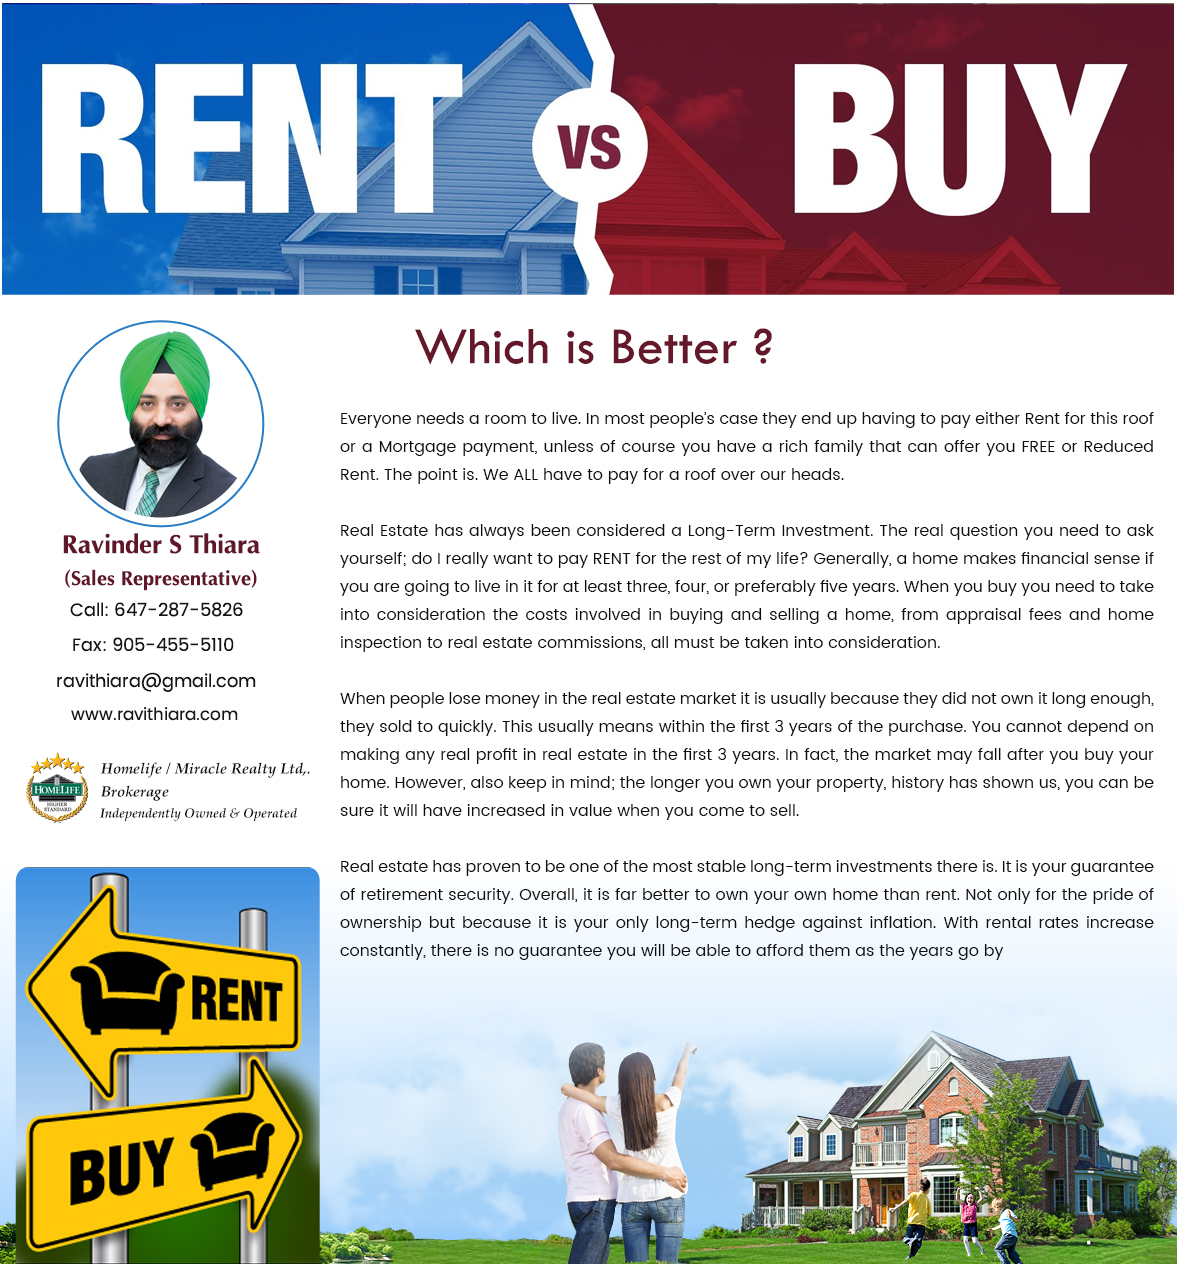 RENT
VS
BUY
Which is Better ?
Ravinder S Thiara
(Sales Representative)
Call: 647-287-5826
Fax: 905-455-5110
ravithiara@gmail.com
www.ravithiara.com
HOMELIFE
HIGHER
STANDARD
Homelife / Miracle Realty Ltd,.
Brokerage
Independently Owned & Operated
RENT
BUY
Everyone needs a room to live. In most people's case they end up having to pay either Rent for this roof
or a Mortgage payment, unless of course you have a rich family that can offer you FREE or Reduced
Rent. The point is. We ALL have to pay for a roof over our heads.
Real Estate has always been considered a Long-Term Investment. The real question you need to ask
yourself; do I really want to pay RENT for the rest of my life? Generally, a home makes financial sense if
you are going to live in it for at least three, four, or preferably five years. When you buy you need to take
into consideration the costs involved in buying and selling a home, from appraisal fees and home
inspection to real estate commissions, all must be taken into consideration.
When people lose money in the real estate market it is usually because they did not own it long enough,
they sold to quickly. This usually means within the first 3 years of the purchase. You cannot depend on
making any real profit in real estate in the first 3 years. In fact, the market may fall after you buy your
home. However, also keep in mind; the longer you own your property, history has shown us, you can be
sure it will have increased in value when you come to sell.
Real estate has proven to be one of the most stable long-term investments there is. It is your guarantee
of retirement security. Overall, it is far better to own your own home than rent. Not only for the pride of
ownership but because it is your only long-term hedge against inflation. With rental rates increase
constantly, there is no guarantee you will be able to afford them as the years go by